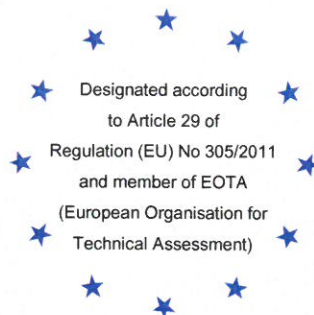 Designated according
to Article 29 of
Regulation (EU) No 305/2011
and member of EOTA
(European Organisation for
Technical Assessment)